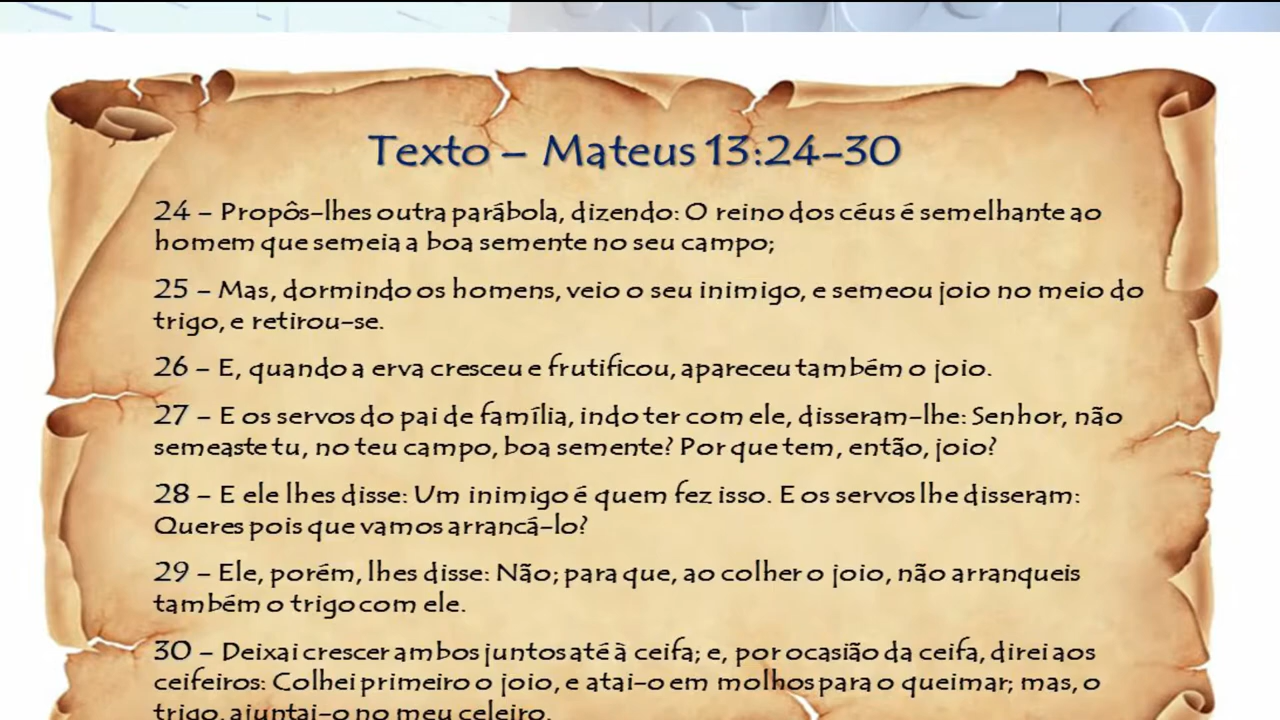 Texto – Mateus 13:24-30
24 – Propôs-lhes outra parábola, dizendo: O reino dos céus é semelhante ao
homem que semeia a boa semente no seu campo;
25 – Mas, dormindo os homens, veio o seu inimigo, e semeou joio no meio do
trigo, e retirou-se.
26 – E, quando a erva cresceu e frutificou, apareceu também o joio.
27 – E os servos do pai de família, indo ter com ele, disseram-lhe: Senhor, não
semeaste tu, no teu campo, boa semente? Por que tem, então, joio?
28 – E ele lhes disse: Um inimigo é quem fez isso. E os servos lhe disseram:
Queres pois que vamos arrancá-lo?
29 – Ele, porém, lhes disse: Não; para que, ao colher o joio, não arranqueis
também o trigo com ele.
30 – Deixai crescer ambos juntos até à ceifa; e, por ocasião da ceifa, direi aos
ceifeiros: Colhei primeiro o joio, e atai-o em molhos para o queimar; mas, o
trigo, ajuntai-o no meu celeiro.